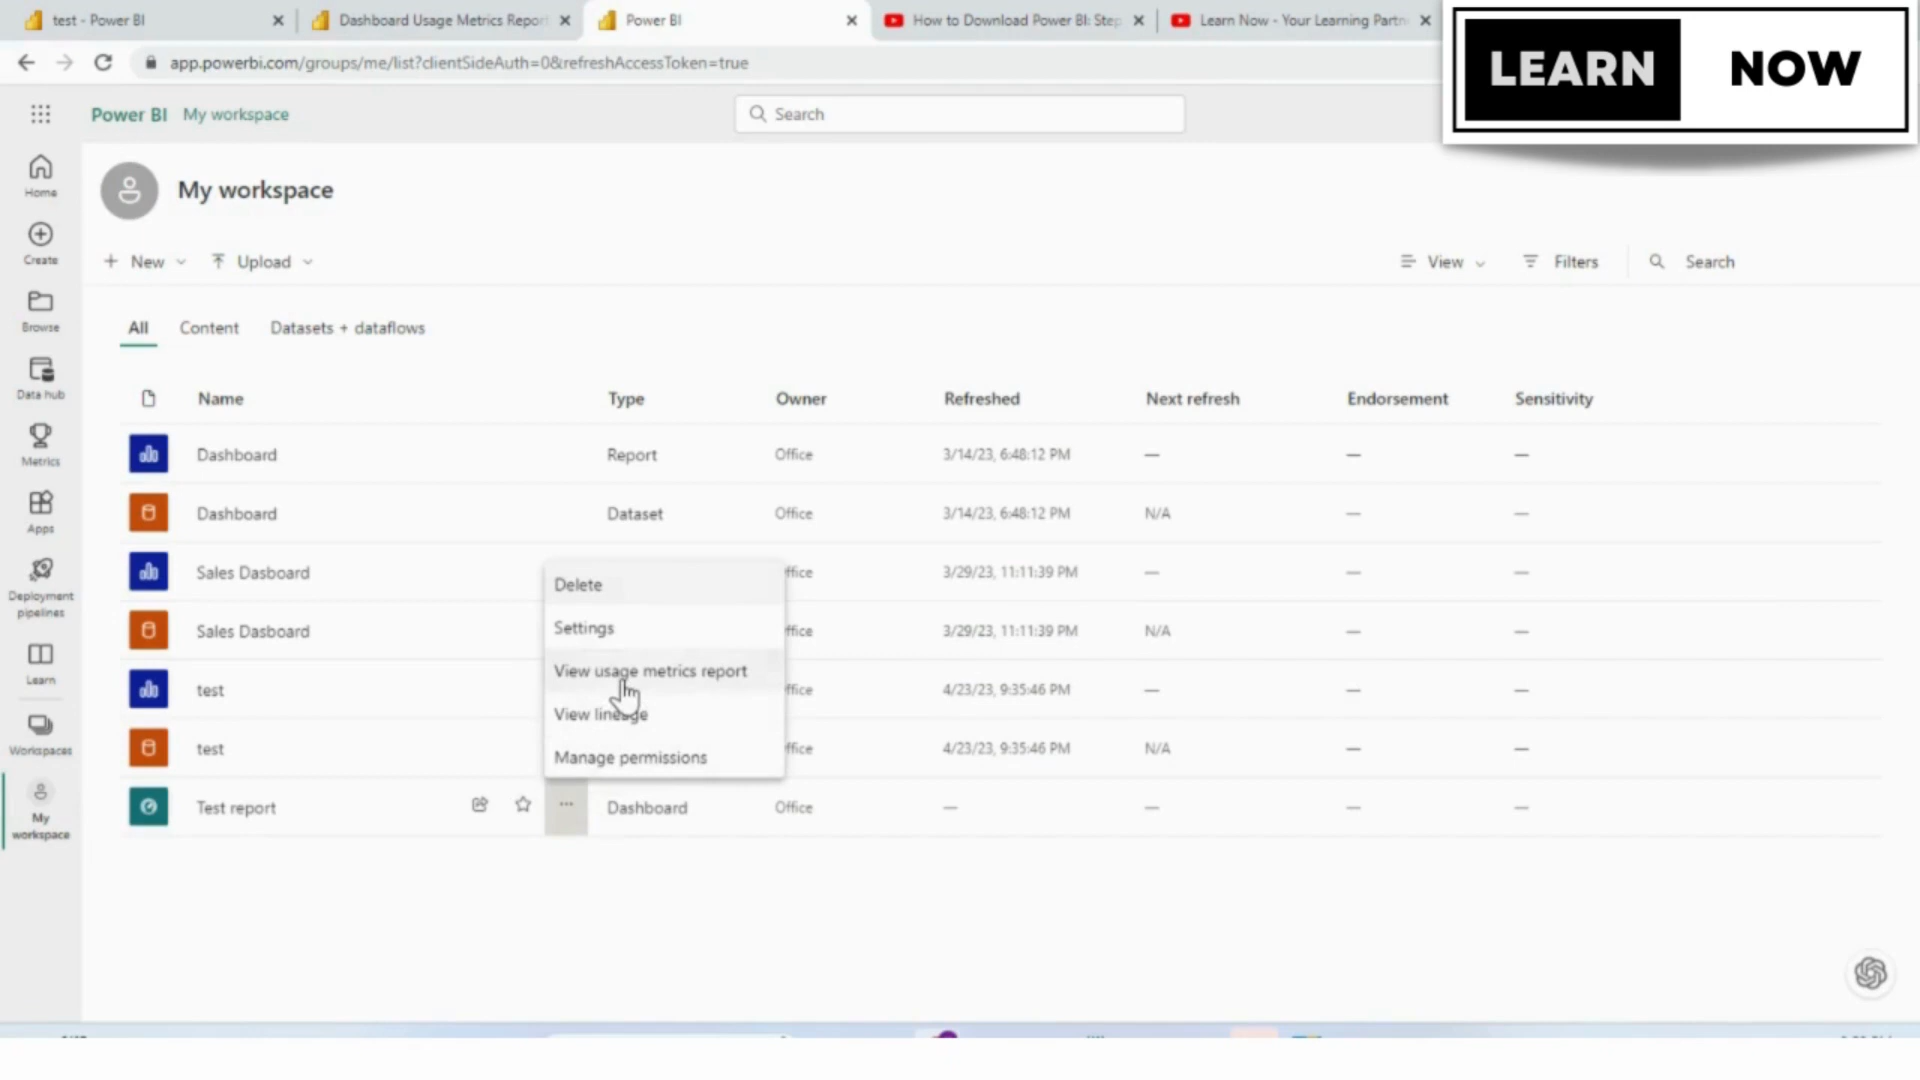 test - Power BI
Dashboard Usage Metrics Report
Power BI
How to Download Power BI: Step
Learn Now - Your Learning Partn
LEARN NOW
app.powerbi.com/groups/me/list?clientSideAuth=0&refreshAccessToken=true
Power BI My workspace
Search
Home
Create
Browse
Data hub
Metrics
Apps
Deployment
pipelines
Learn
Workspaces
My
workspace
My workspace
New Upload
View Filters Search
All Content Datasets + dataflows
Name Type Owner Refreshed Next refresh Endorsement Sensitivity
Dashboard Report Office 3/14/23, 6:48:12 PM — — —
Dashboard Dataset Office 3/14/23, 6:48:12 PM N/A — —
Sales Dasboard ffice 3/29/23, 11:11:39 PM — — —
Sales Dasboard ffice 3/29/23, 11:11:39 PM N/A — —
test ffice 4/23/23, 9:35:46 PM — — —
test ffice 4/23/23, 9:35:46 PM N/A — —
Test report Dashboard Office — — — —
Delete
Settings
View usage metrics report
View lineage
Manage permissions